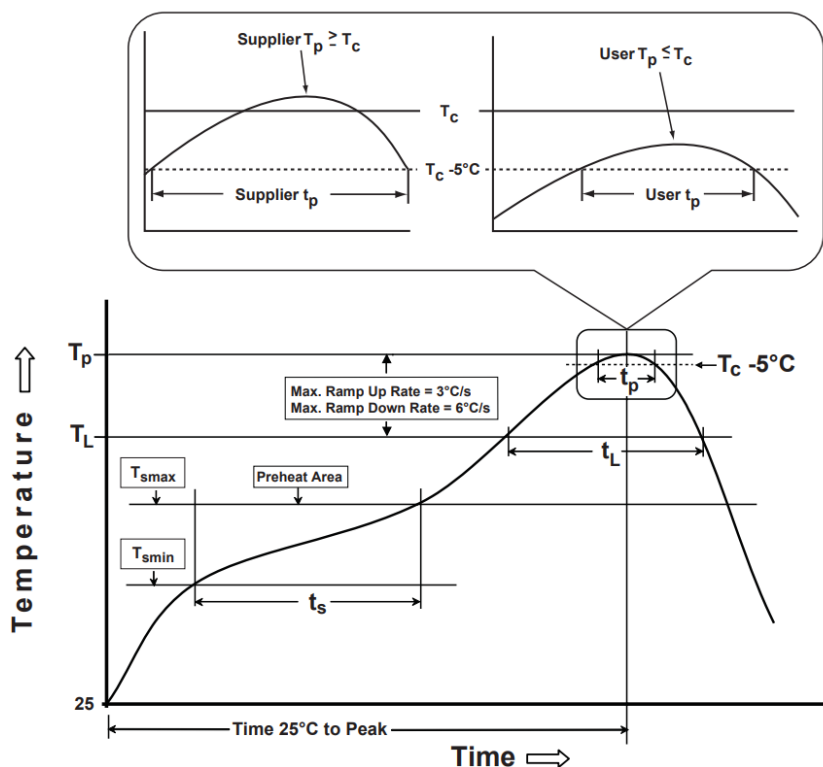 Supplier Tp ≥ Tc
User Tp ≤ Tc
Tc
Tc -5°C
Supplier tp
User tp
Tp
Tc -5°C
tp
Max. Ramp Up Rate = 3°C/s
Max. Ramp Down Rate = 6°C/s
TL
tL
Tsmax
Preheat Area
Tsmin
ts
Temperature
25
Time 25°C to Peak
Time